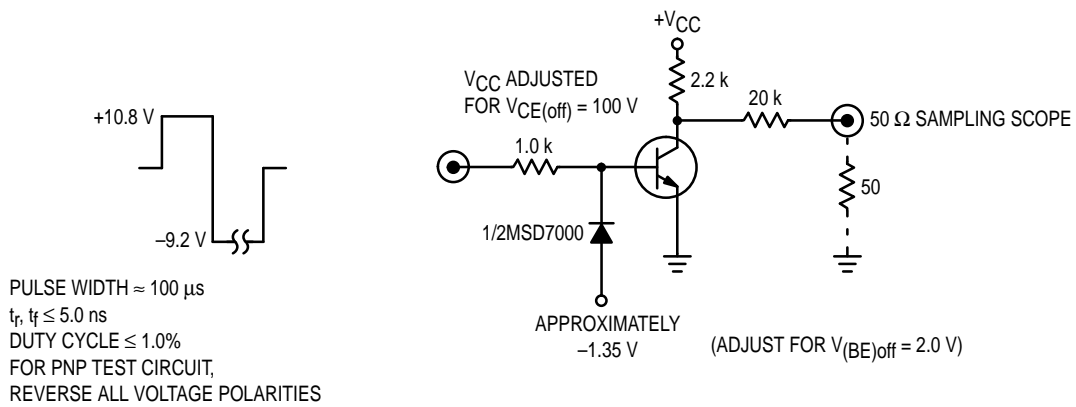 +VCC
VCC ADJUSTED
FOR VCE(off) = 100 V
2.2 k
20 k
50 Ω SAMPLING SCOPE
+10.8 V
1.0 k
50
–9.2 V
1/2MSD7000
PULSE WIDTH ≈ 100 µs
tr, tf ≤ 5.0 ns
DUTY CYCLE ≤ 1.0%
FOR PNP TEST CIRCUIT,
REVERSE ALL VOLTAGE POLARITIES
APPROXIMATELY
–1.35 V
(ADJUST FOR V(BE)off = 2.0 V)